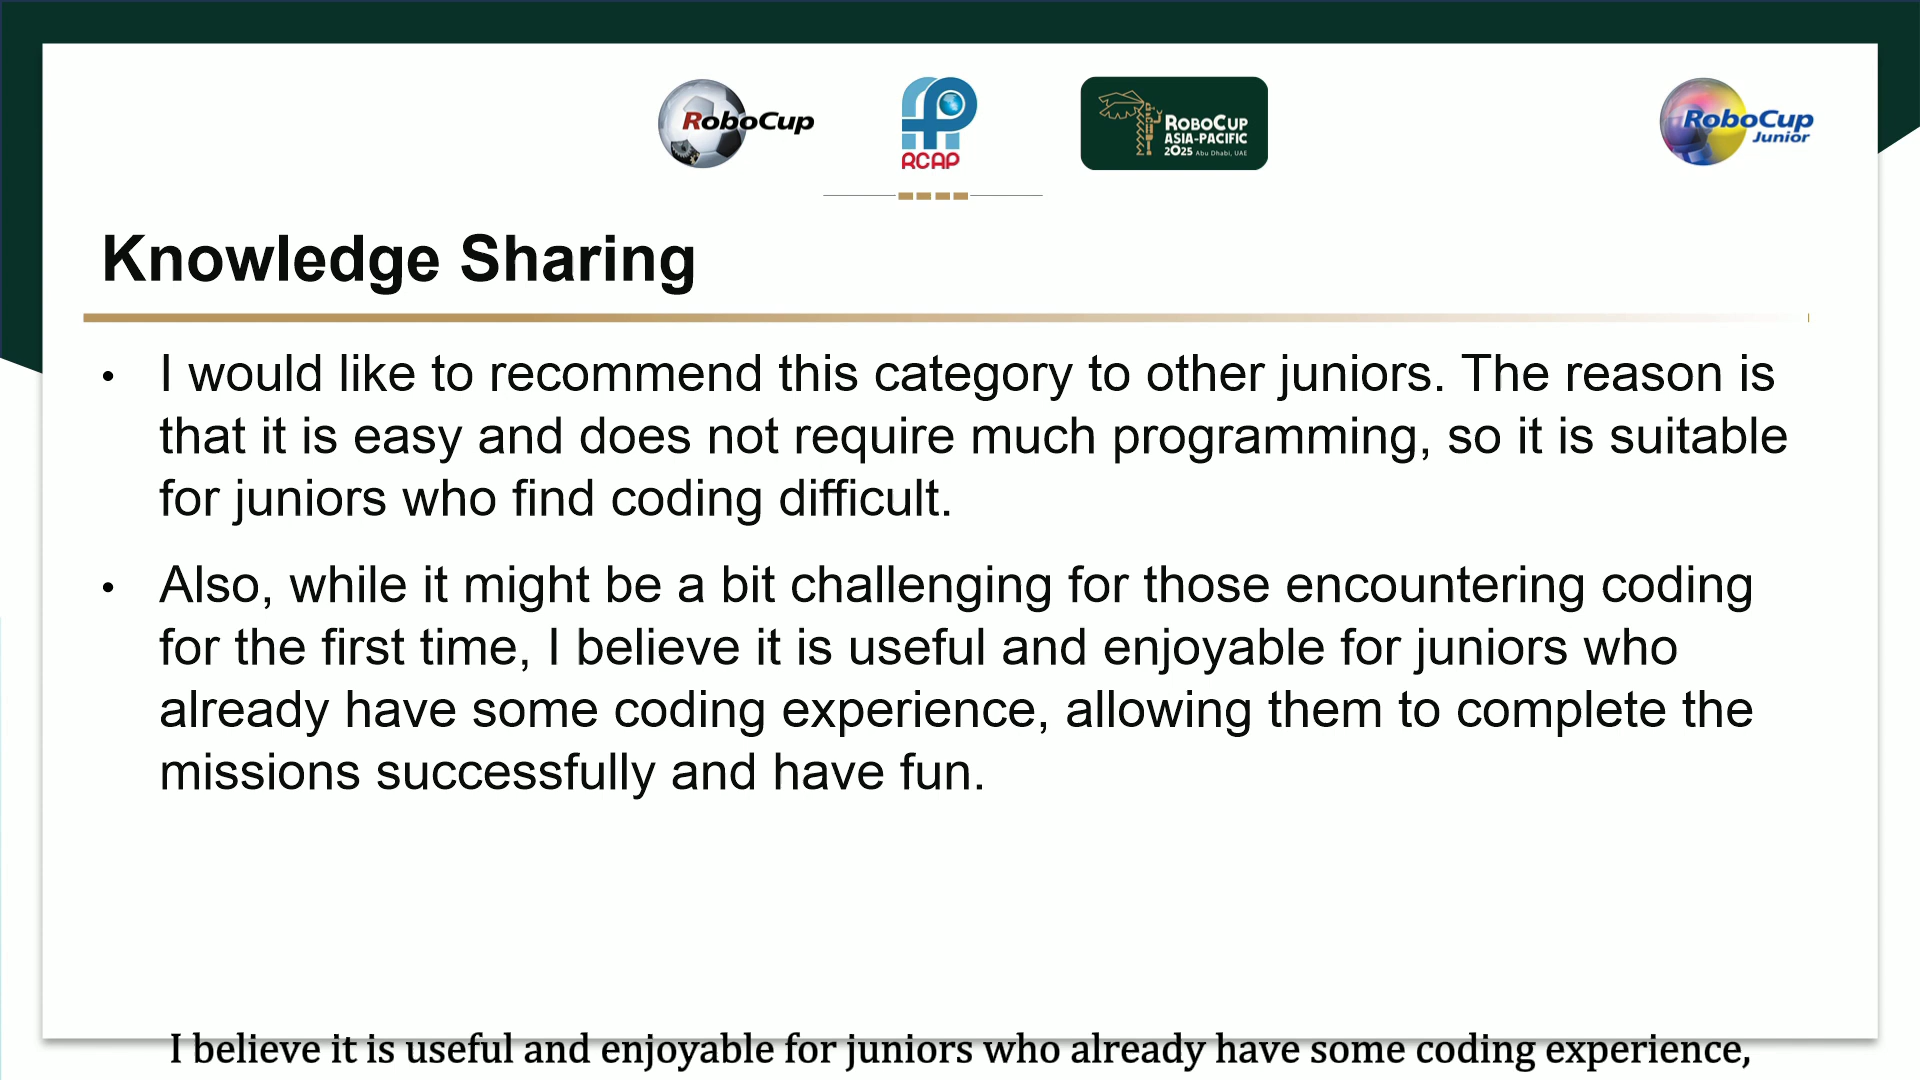 RoboCup
RCAP
RoboCup
Asia-Pacific
2025 Abu Dhabi, UAE
RoboCup
Junior
Knowledge Sharing
• I would like to recommend this category to other juniors. The reason is
that it is easy and does not require much programming, so it is suitable
for juniors who find coding difficult.
• Also, while it might be a bit challenging for those encountering coding
for the first time, I believe it is useful and enjoyable for juniors who
already have some coding experience, allowing them to complete the
missions successfully and have fun.
I believe it is useful and enjoyable for juniors who already have some coding experience,